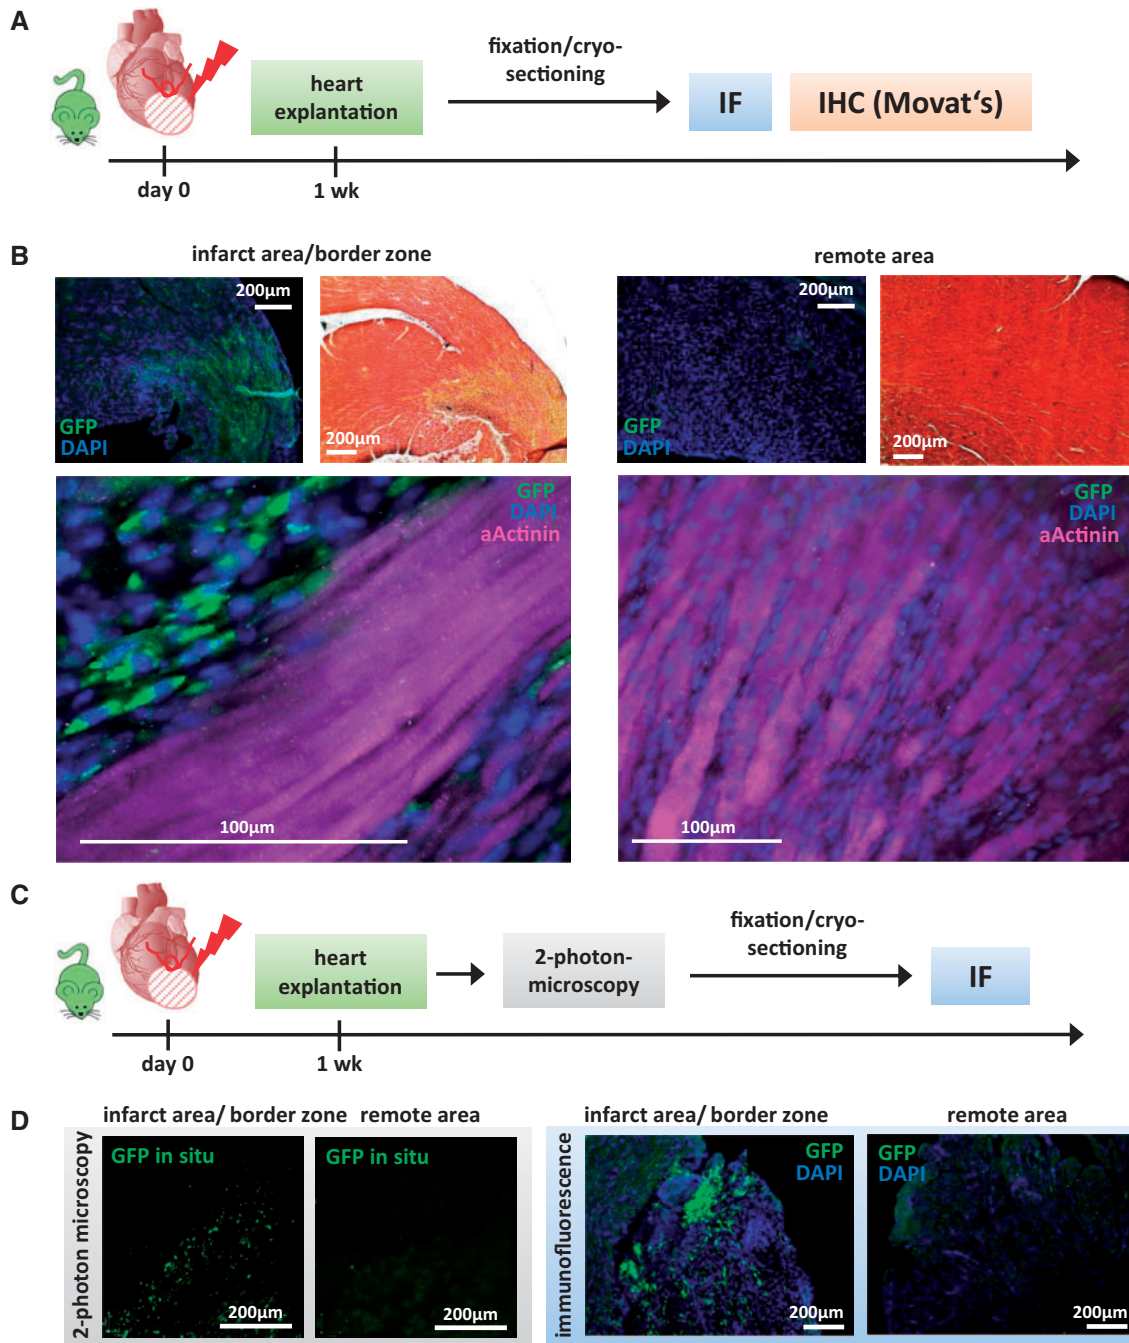 A
fixation/cryo-
sectioning
heart
explantation
IF
IHC (Movat‘s)
day 0
1 wk
B
infarct area/border zone
remote area
200µm
GFP
DAPI
200µm
200µm
GFP
DAPI
200µm
GFP
DAPI
aActinin
100µm
GFP
DAPI
aActinin
100µm
C
fixation/cryo-
sectioning
heart
explantation
2-photon-
microscopy
IF
day 0
1 wk
D
infarct area/ border zone
remote area
infarct area/ border zone
remote area
2-photon microscopy
GFP in situ
200µm
GFP in situ
200µm
immunofluorescence
GFP
DAPI
200µm
GFP
DAPI
200µm